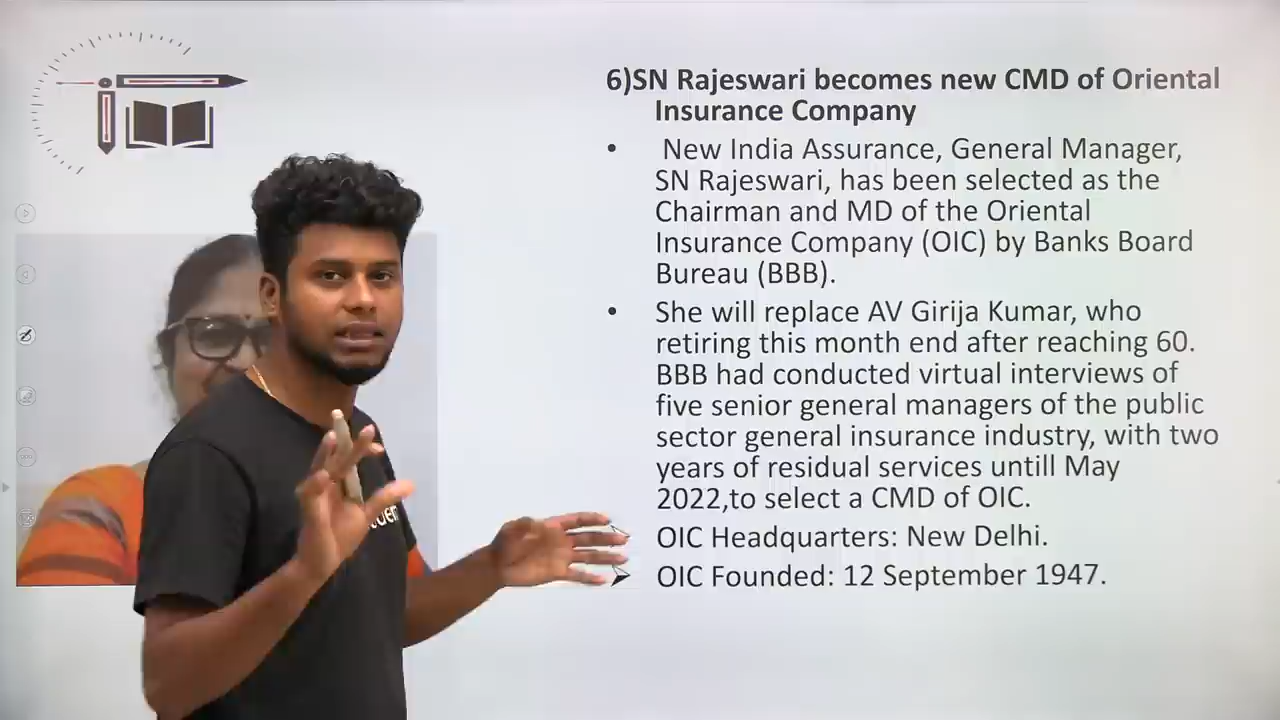 6)SN Rajeswari becomes new CMD of Oriental
Insurance Company
• New India Assurance, General Manager,
SN Rajeswari, has been selected as the
Chairman and MD of the Oriental
Insurance Company (OIC) by Banks Board
Bureau (BBB).
• She will replace AV Girija Kumar, who
retiring this month end after reaching 60.
BBB had conducted virtual interviews of
five senior general managers of the public
sector general insurance industry, with two
years of residual services untill May
2022,to select a CMD of OIC.
OIC Headquarters: New Delhi.
➢ OIC Founded: 12 September 1947.